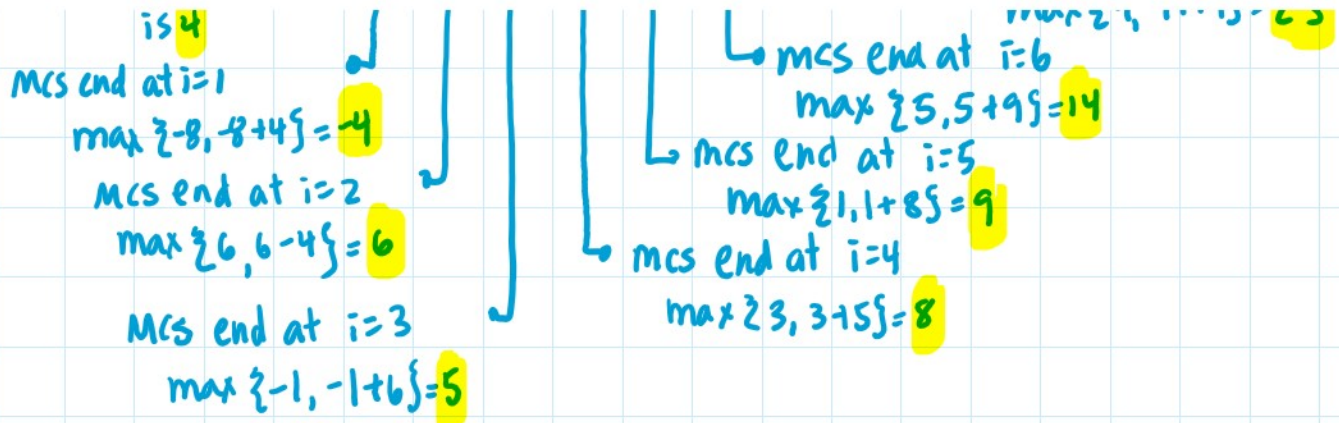 is 4
mcs end at i=1
max {-8, -8+4} = -4
mcs end at i=2
max {6, 6-4} = 6
mcs end at i=3
max {-1, -1+6} = 5
mcs end at i=6
max {5, 5+9} = 14
mcs end at i=5
max {1, 1+8} = 9
mcs end at i=4
max {3, 3+5} = 8